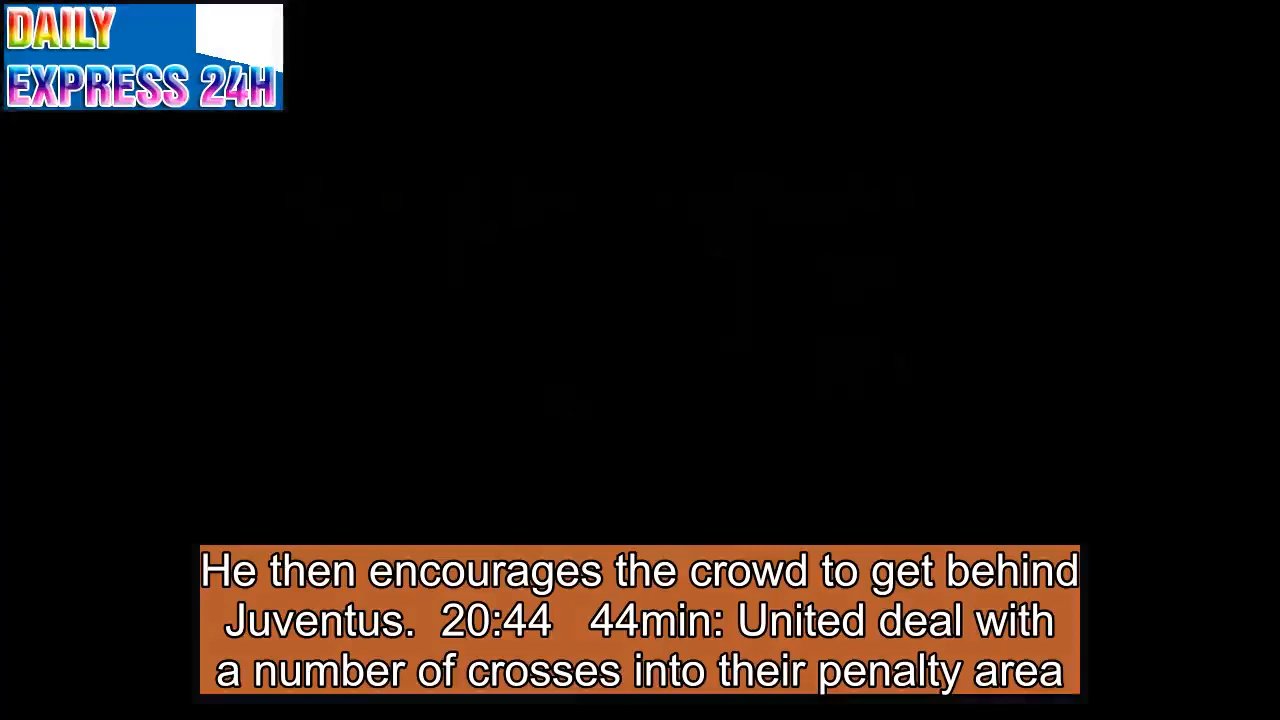 DAILY
EXPRESS 24H
He then encourages the crowd to get behind
Juventus.  20:44   44min: United deal with
a number of crosses into their penalty area